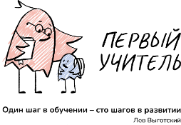 ПЕРВЫЙ
УЧИТЕЛЬ
Один шаг в обучении – сто шагов в развитии
Лев Выготский